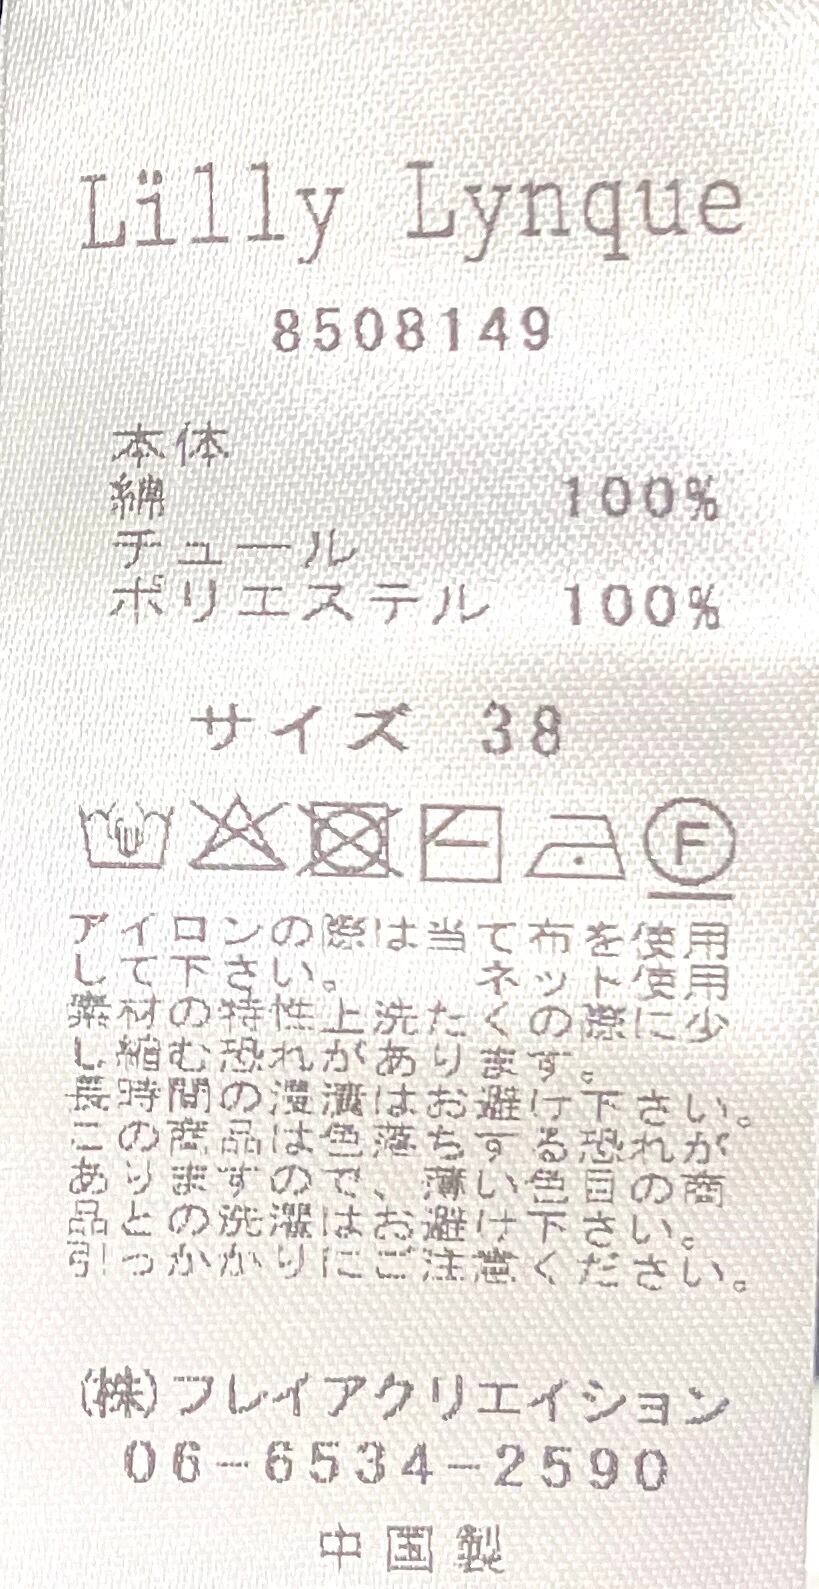 Lilly Lynque
8508149
本体
綿 100%
チュール
ポリエステル 100%
サイズ 38
F
アイロンの際は当て布を使用
して下さい。 ネット使用
素材の特性上洗たくの際に少
し縮む恐れがあります。
長時間の浸漬はお避け下さい。
この商品は色落ちする恐れが
ありますので、薄い色目の商
品との洗濯はお避け下さい。
引っかかりにご注意ください。
(株)フレイアクリエイション
06-6534-2590
中国製